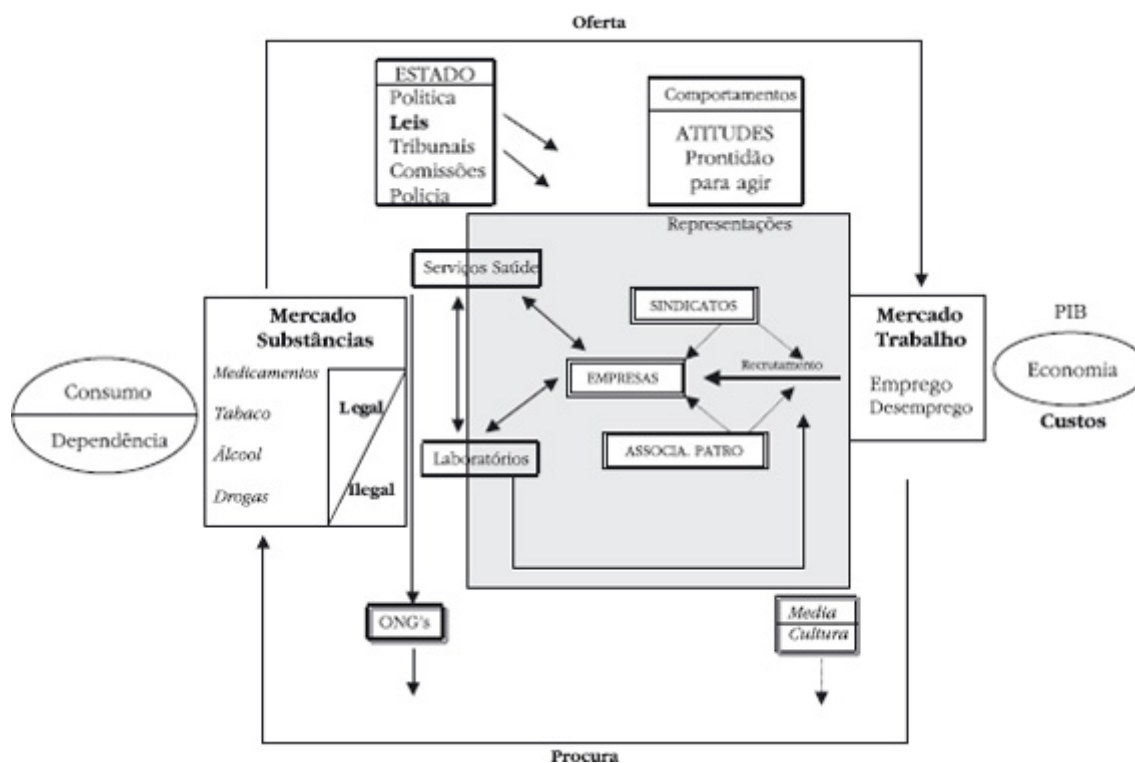 Oferta
ESTADO
Politica
Leis
Tribunais
Comissões
Policia
Comportamentos
ATITUDES
Prontidão
para agir
Representações
Serviços Saúde
SINDICATOS
EMPRESAS
Recrutamento
ASSOCIA. PATRO
Laboratórios
Mercado
Substâncias
Medicamentos
Tabaco
Álcool
Drogas
Legal
Ilegal
Consumo
Dependência
Mercado
Trabalho
Emprego
Desemprego
PIB
Economia
Custos
ONG's
Media
Cultura
Procura